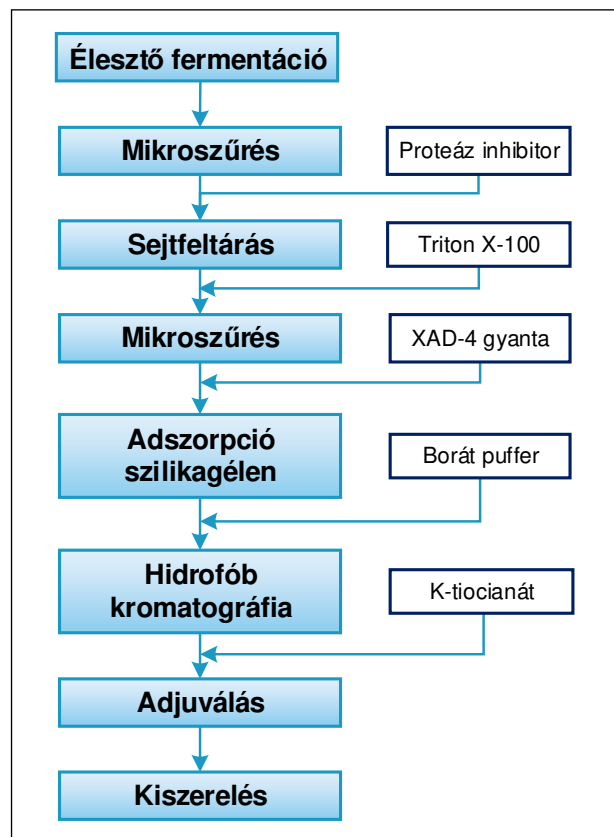 Élesztő fermentáció
Mikroszűrés
Proteáz inhibitor
Sejtfeltárás
Triton X-100
Mikroszűrés
XAD-4 gyanta
Adszorpció
szilikagélen
Borát puffer
Hidrofób
kromatográfia
K-tiocianát
Adjuválás
Kiszerelés